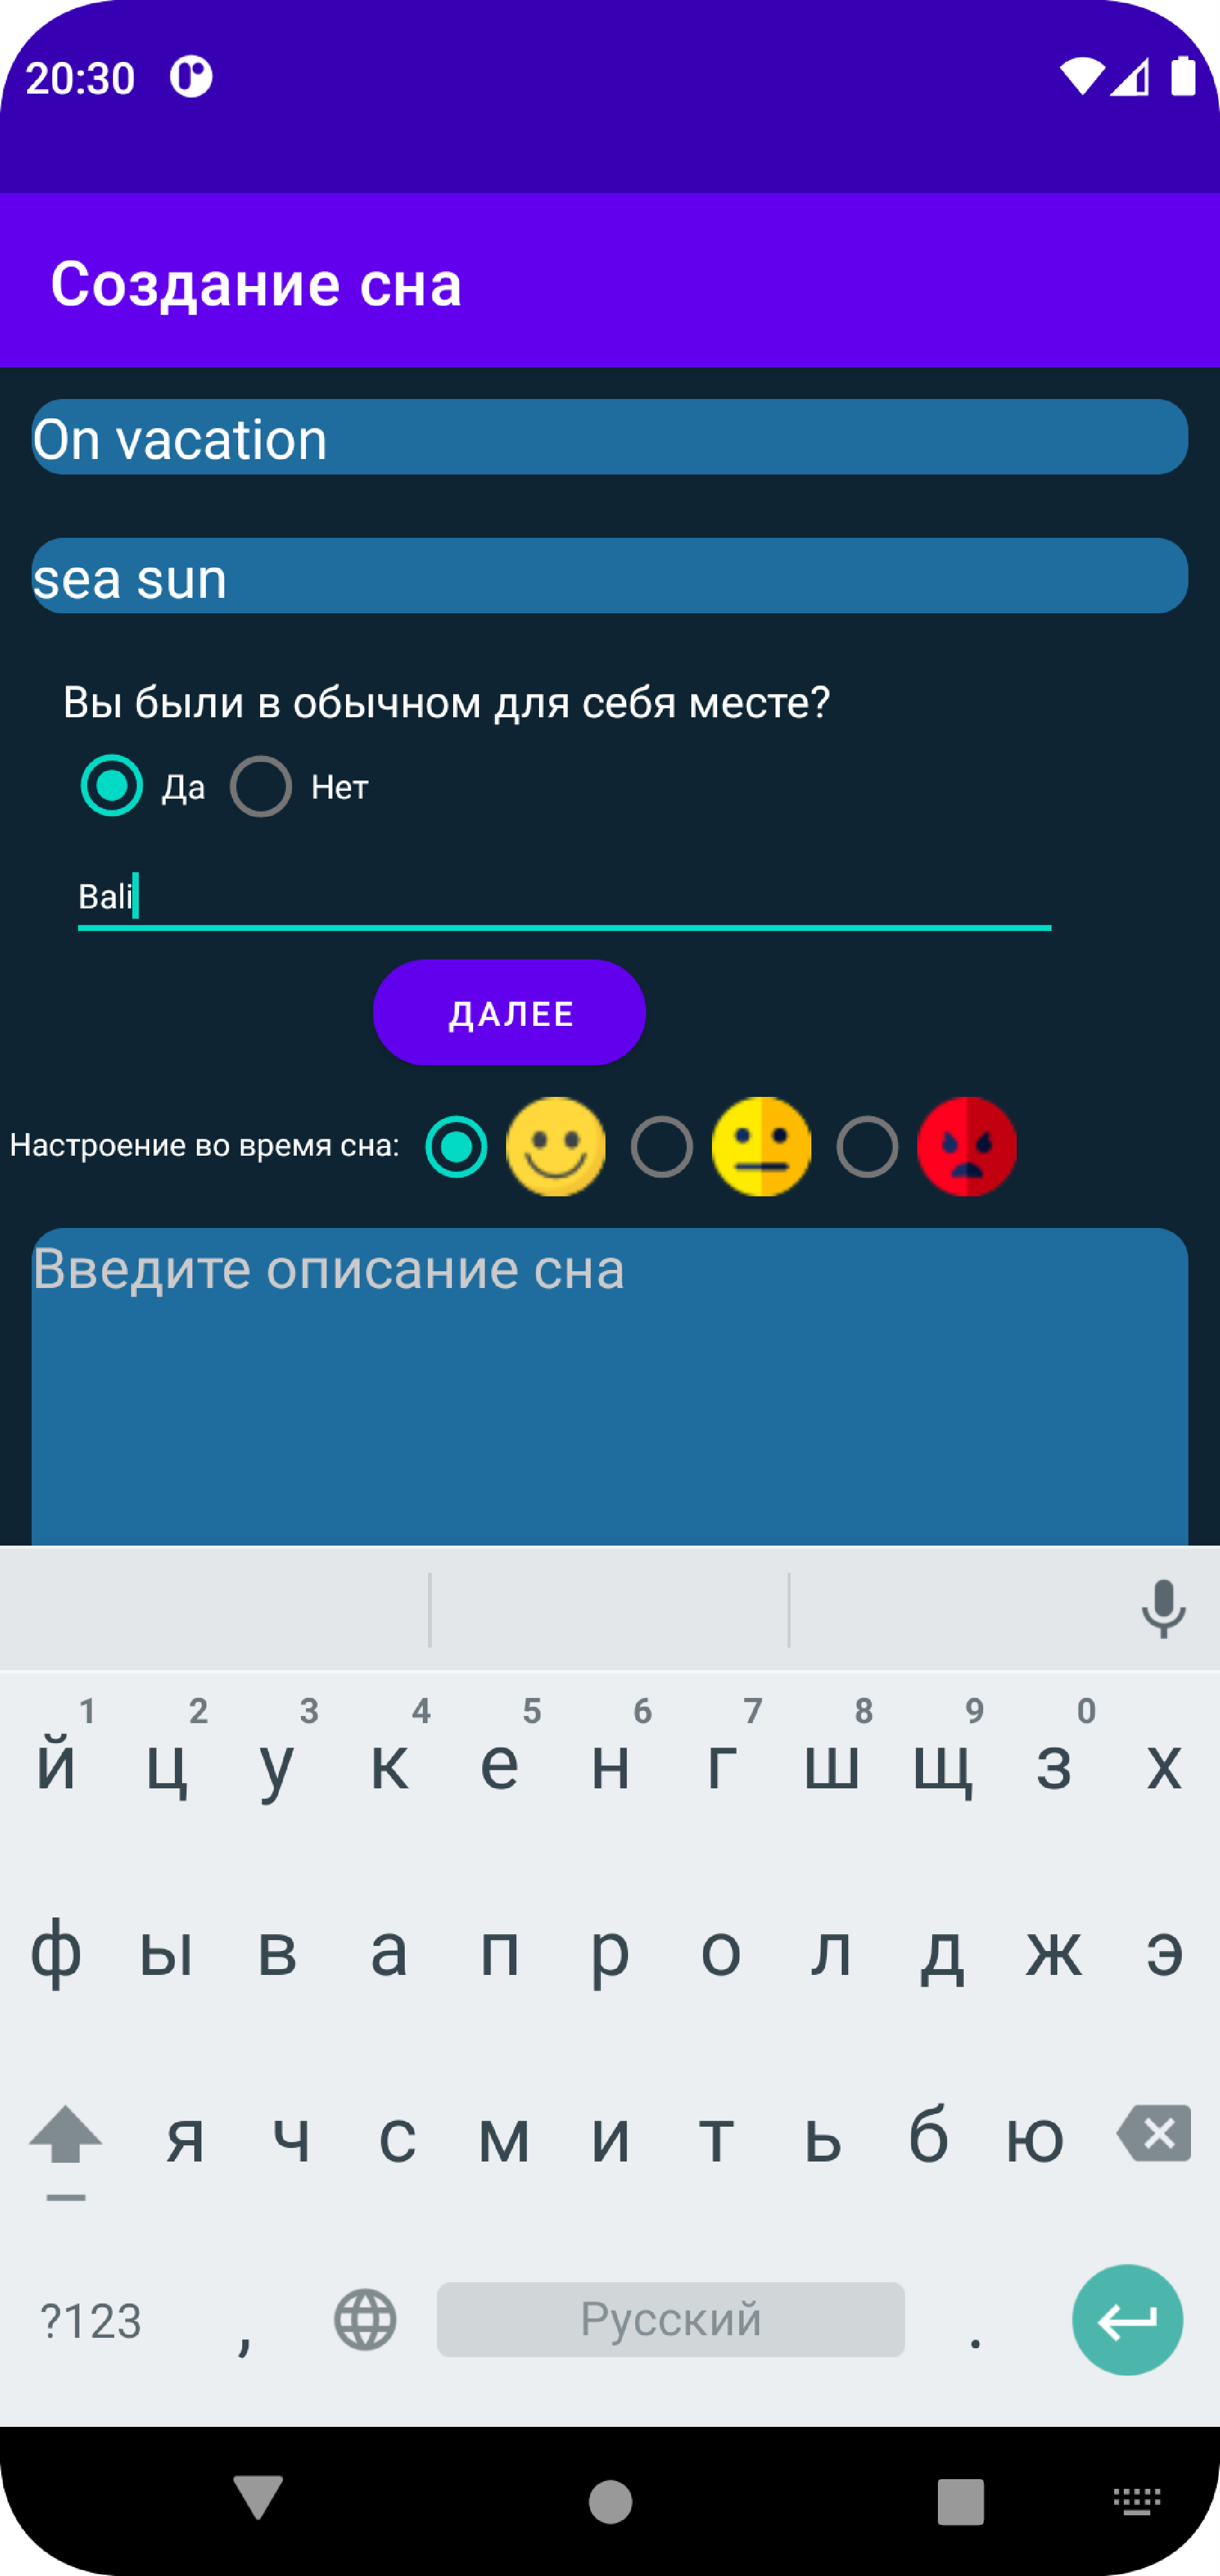 20:30
Создание сна
On vacation
sea sun
Вы были в обычном для себя месте?
Да Нет
Bali
ДАЛЕЕ
Настроение во время сна:
Введите описание сна
1 2 3 4 5 6 7 8 9 0
й ц у к е н г ш щ з х
ф ы в а п р о л д ж э
я ч с м и т ь б ю
?123 , Русский .